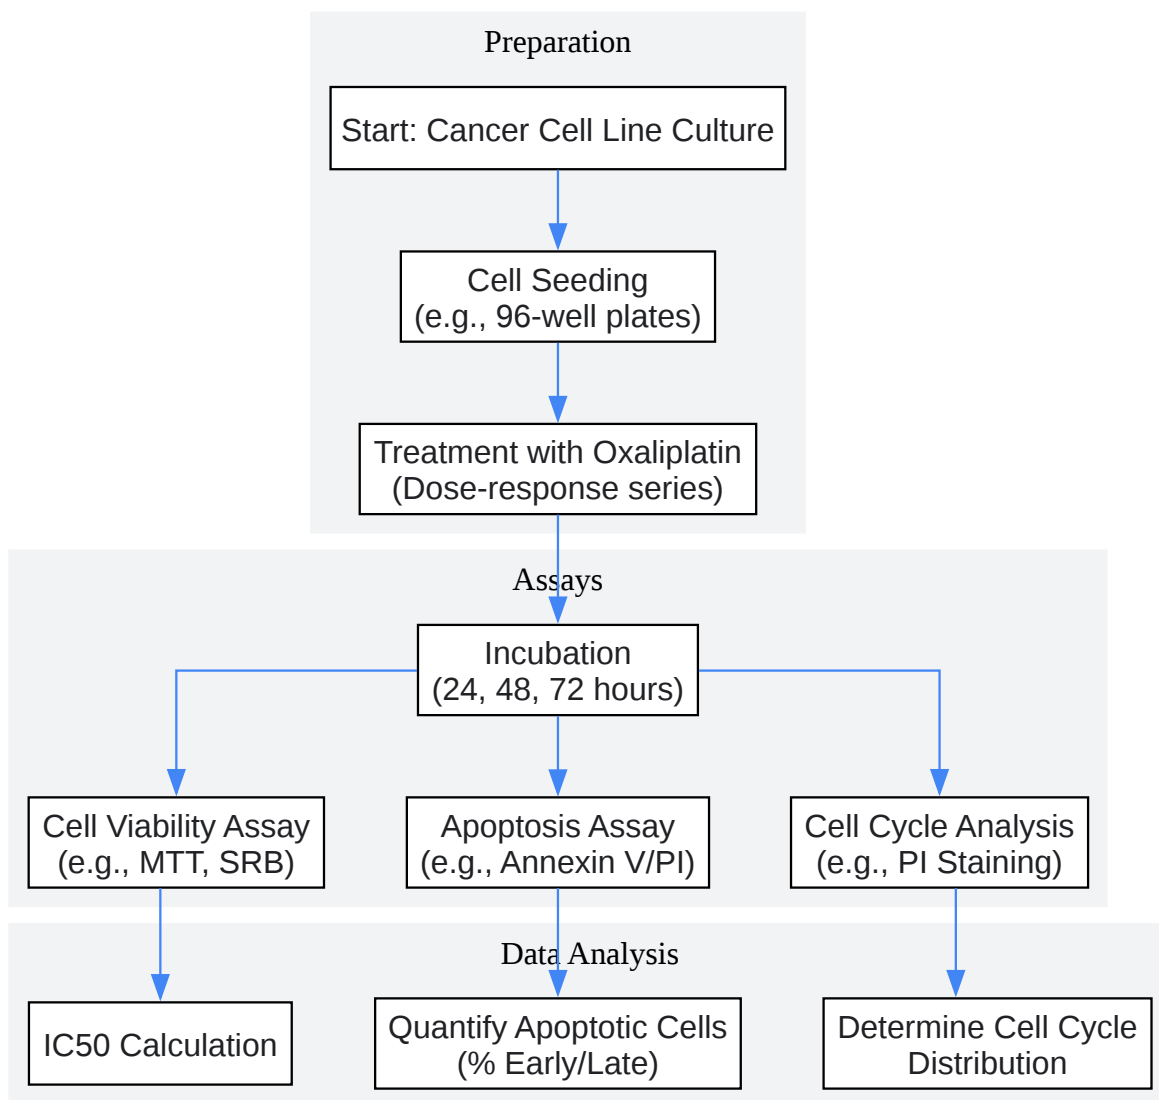 Preparation
Start: Cancer Cell Line Culture
Cell Seeding
(e.g., 96-well plates)
Treatment with Oxaliplatin
(Dose-response series)
Assays
Incubation
(24, 48, 72 hours)
Cell Viability Assay
(e.g., MTT, SRB)
Apoptosis Assay
(e.g., Annexin V/PI)
Cell Cycle Analysis
(e.g., PI Staining)
Data Analysis
IC50 Calculation
Quantify Apoptotic Cells
(% Early/Late)
Determine Cell Cycle
Distribution